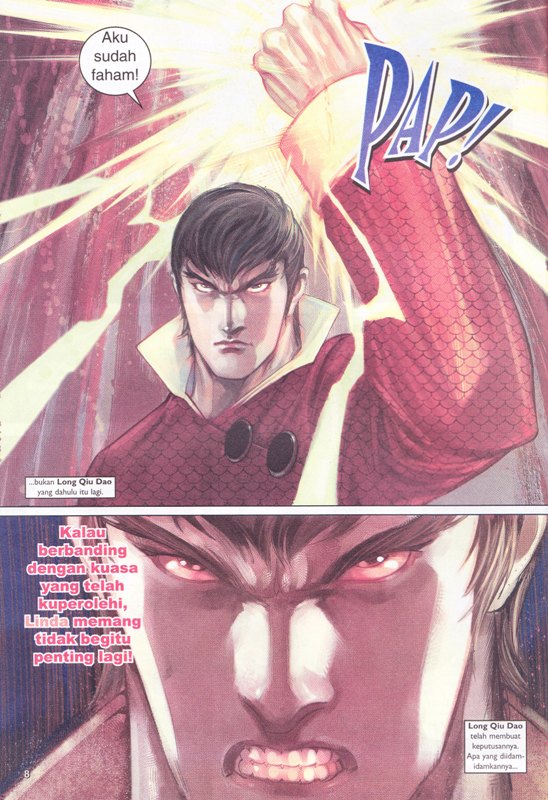 Aku
sudah
faham!
PAP!
...bukan Long Qiu Dao
yang dahulu itu lagi.
Kalau
berbanding
dengan kuasa
yang telah
kuperolehi,
Linda memang
tidak begitu
penting lagi!
Long Qiu Dao
telah membuat
keputusannya.
Apa yang diidam-
idamkannya...
8